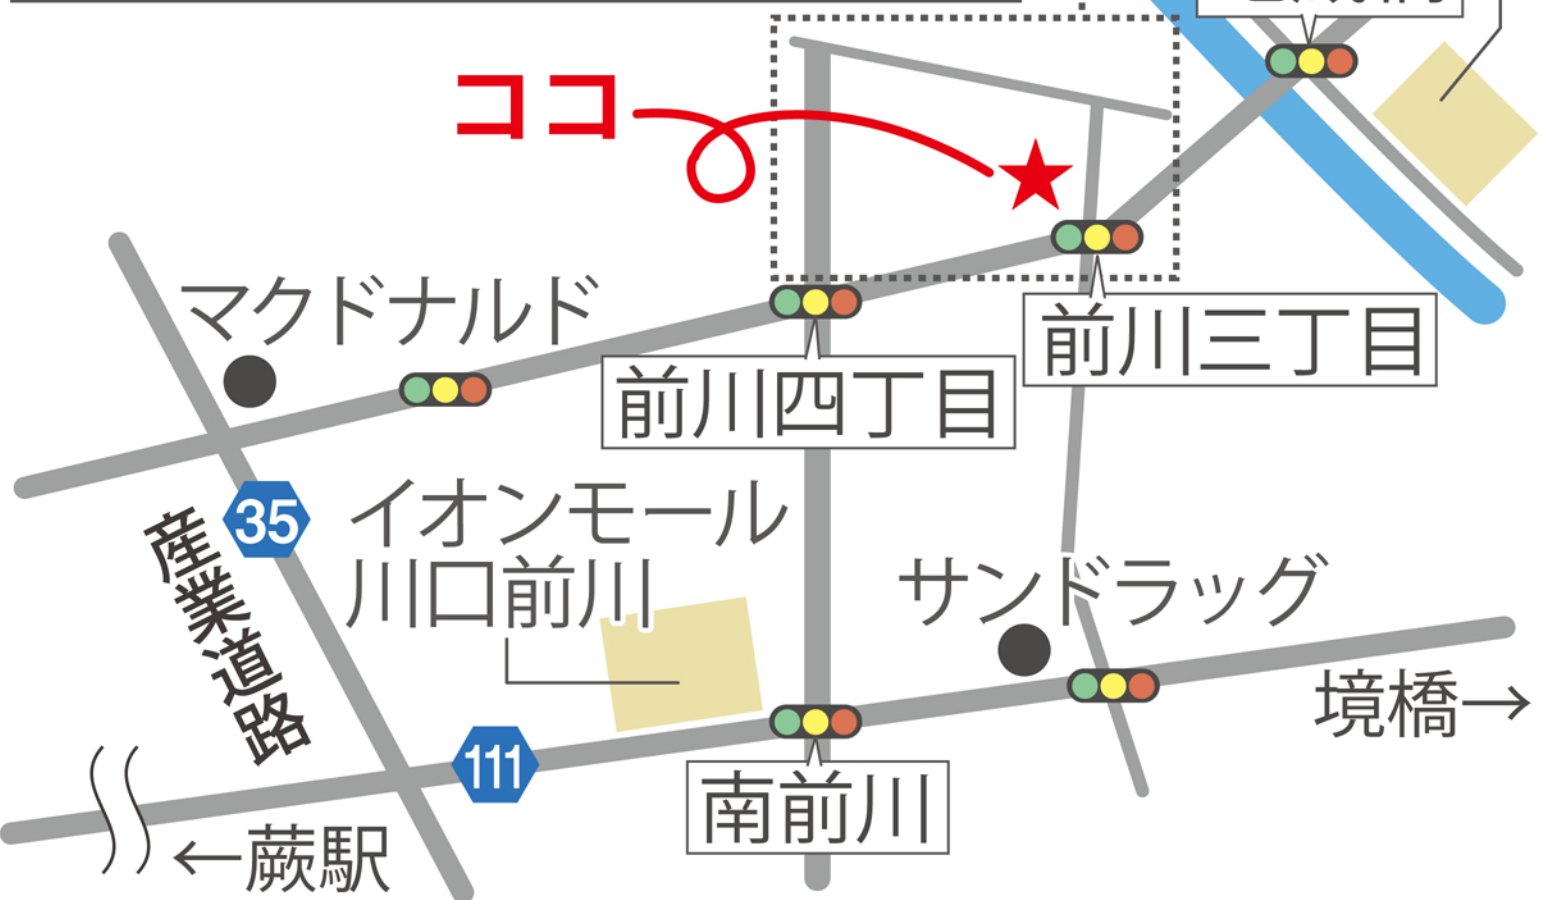 ココ
マクドナルド
前川三丁目
前川四丁目
35
産業道路
イオンモール
川口前川
サンドラッグ
境橋→
111
南前川
←蕨駅